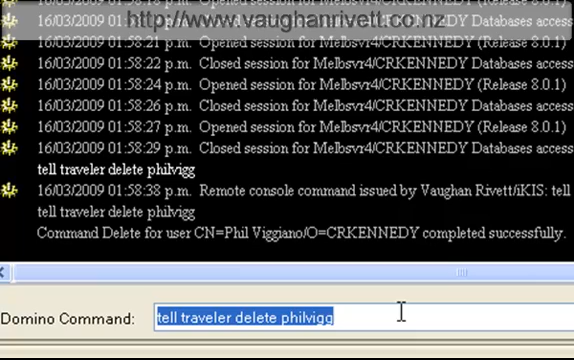 http://www.vaughanrivett.co.nz
16/03/2009 01:58:21 p.m. Opened session for Melbsvr4/CRKENNEDY (Release 8.0.1)
16/03/2009 01:58:22 p.m. Closed session for Melbsvr4/CRKENNEDY Databases access
16/03/2009 01:58:24 p.m. Opened session for Melbsvr4/CRKENNEDY (Release 8.0.1)
16/03/2009 01:58:26 p.m. Closed session for Melbsvr4/CRKENNEDY Databases access
16/03/2009 01:58:27 p.m. Opened session for Melbsvr4/CRKENNEDY (Release 8.0.1)
16/03/2009 01:58:29 p.m. Closed session for Melbsvr4/CRKENNEDY Databases access
tell traveler delete philvigg
16/03/2009 01:58:38 p.m. Remote console command issued by Vaughan Rivett/iKIS: tell
tell traveler delete philvigg
Command Delete for user CN=Phil Viggiano/O=CRKENNEDY completed successfully.
Domino Command: tell traveler delete philvigg